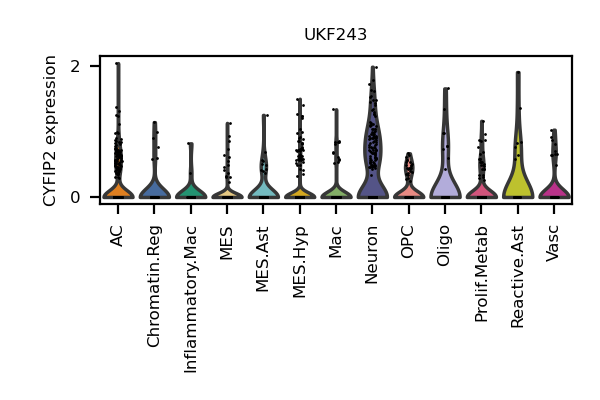 UKF243
CYFIP2 expression
2
0
AC
Chromatin.Reg
Inflammatory.Mac
MES
MES.Ast
MES.Hyp
Mac
Neuron
OPC
Oligo
Prolif.Metab
Reactive.Ast
Vasc